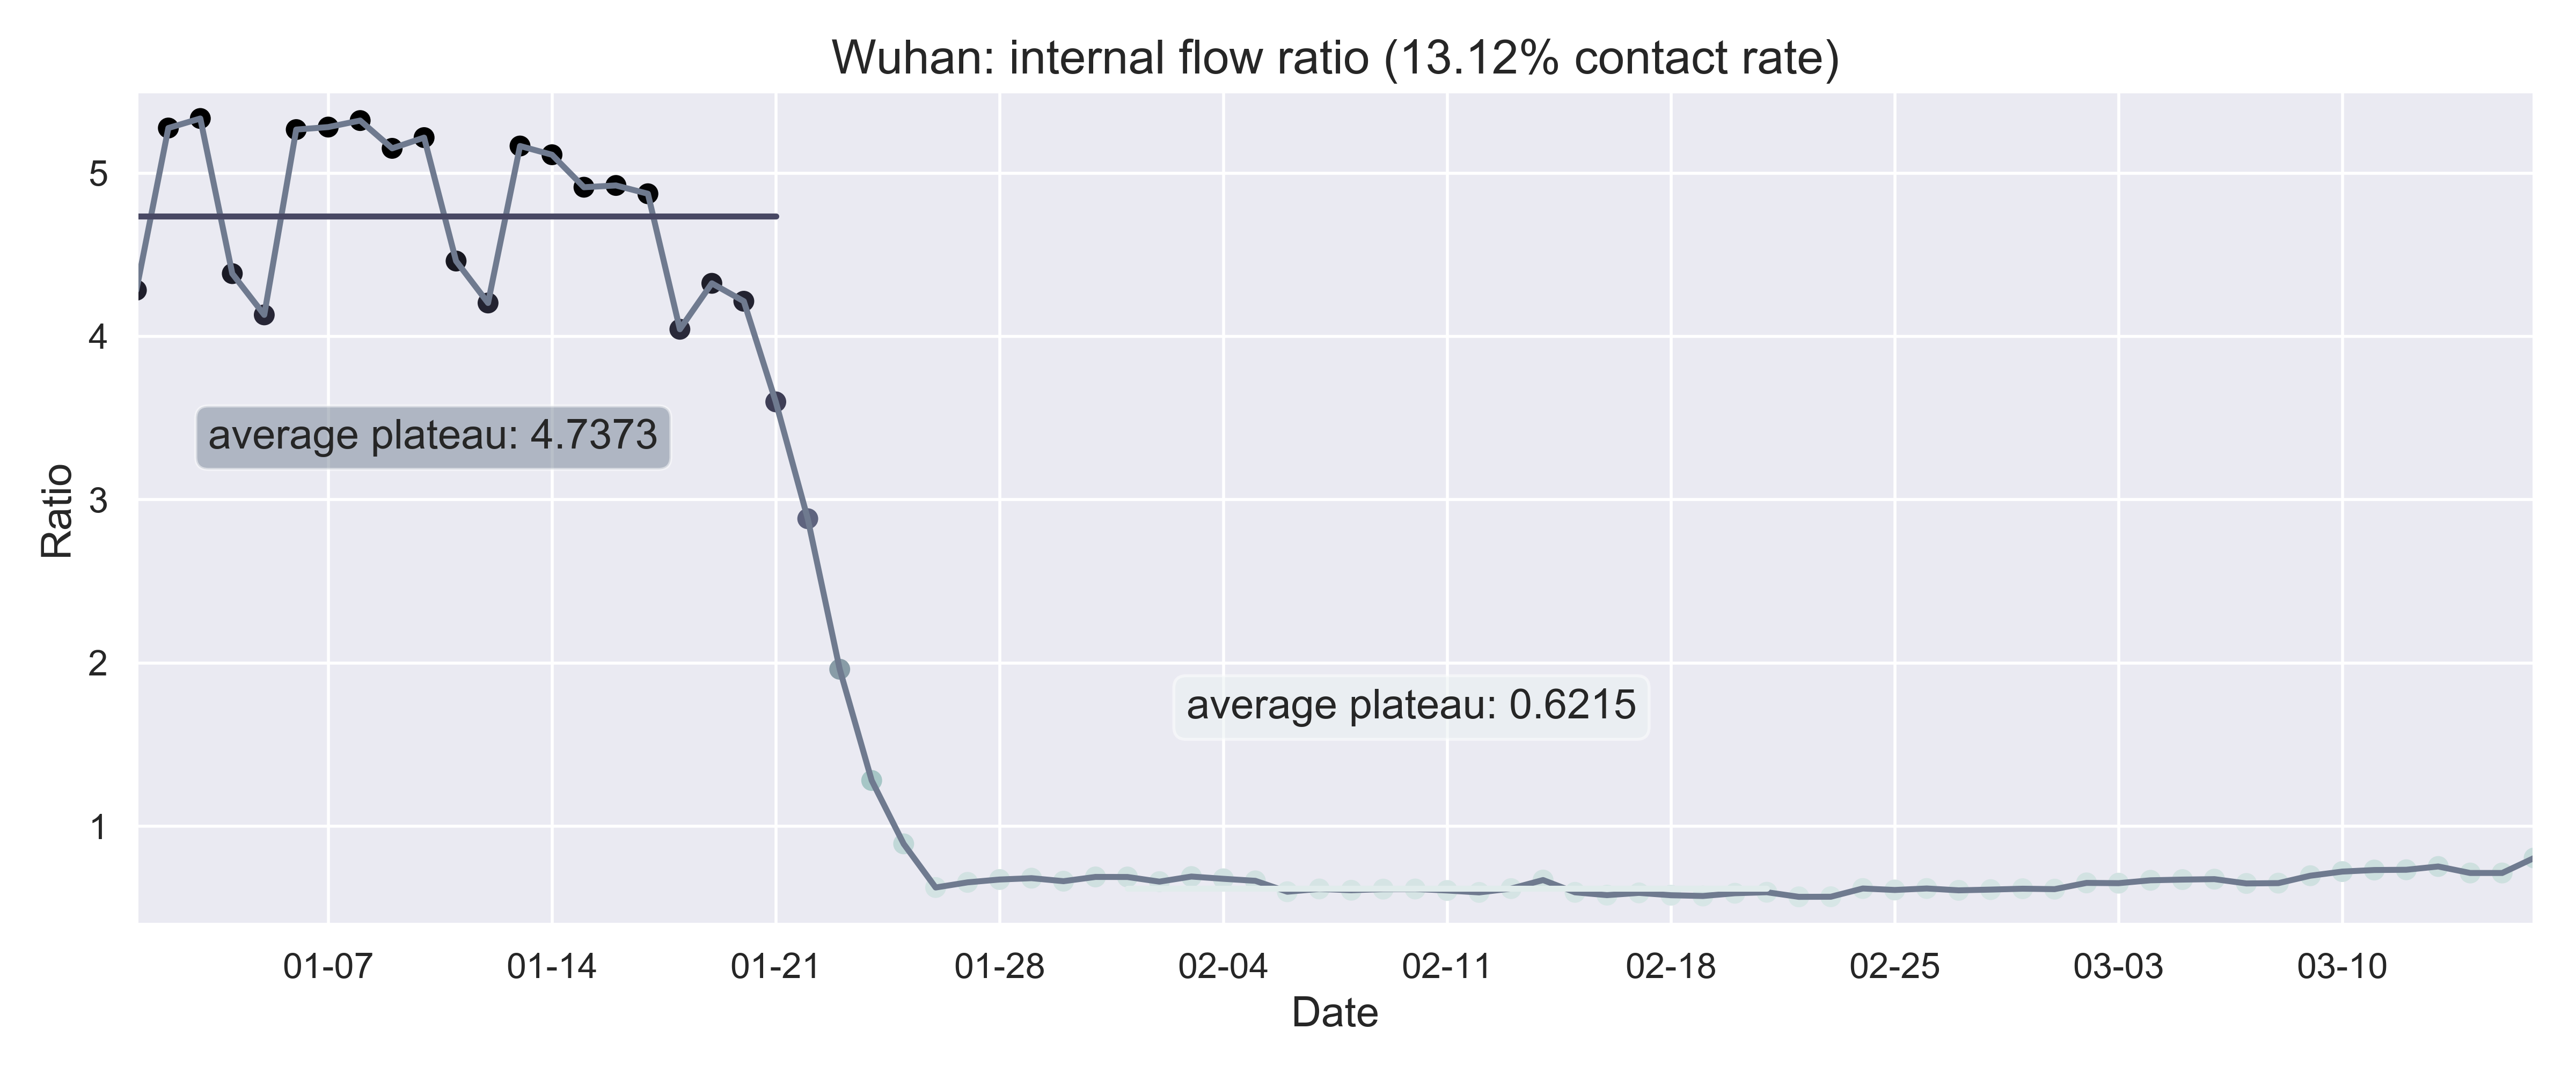 Wuhan: internal flow ratio (13.12% contact rate)
5
4
3
2
1
Ratio
average plateau: 4.7373
average plateau: 0.6215
01-07 01-14 01-21 01-28 02-04 02-11 02-18 02-25 03-03 03-10
Date